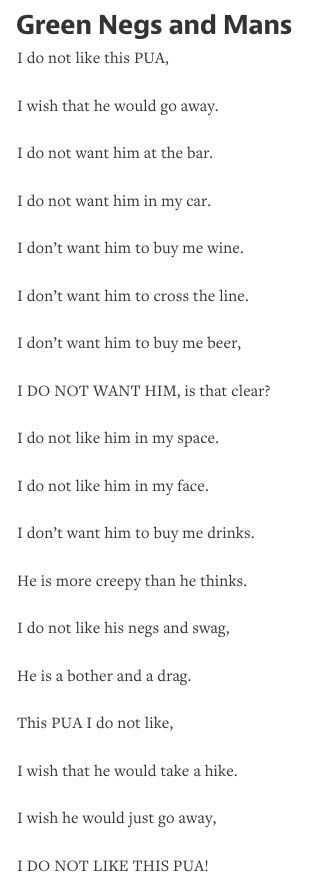 Green Negs and Mans
I do not like this PUA,
I wish that he would go away.
I do not want him at the bar.
I do not want him in my car.
I don’t want him to buy me wine.
I don’t want him to cross the line.
I don’t want him to buy me beer,
I DO NOT WANT HIM, is that clear?
I do not like him in my space.
I do not like him in my face.
I don’t want him to buy me drinks.
He is more creepy than he thinks.
I do not like his negs and swag,
He is a bother and a drag.
This PUA I do not like,
I wish that he would take a hike.
I wish he would just go away,
I DO NOT LIKE THIS PUA!